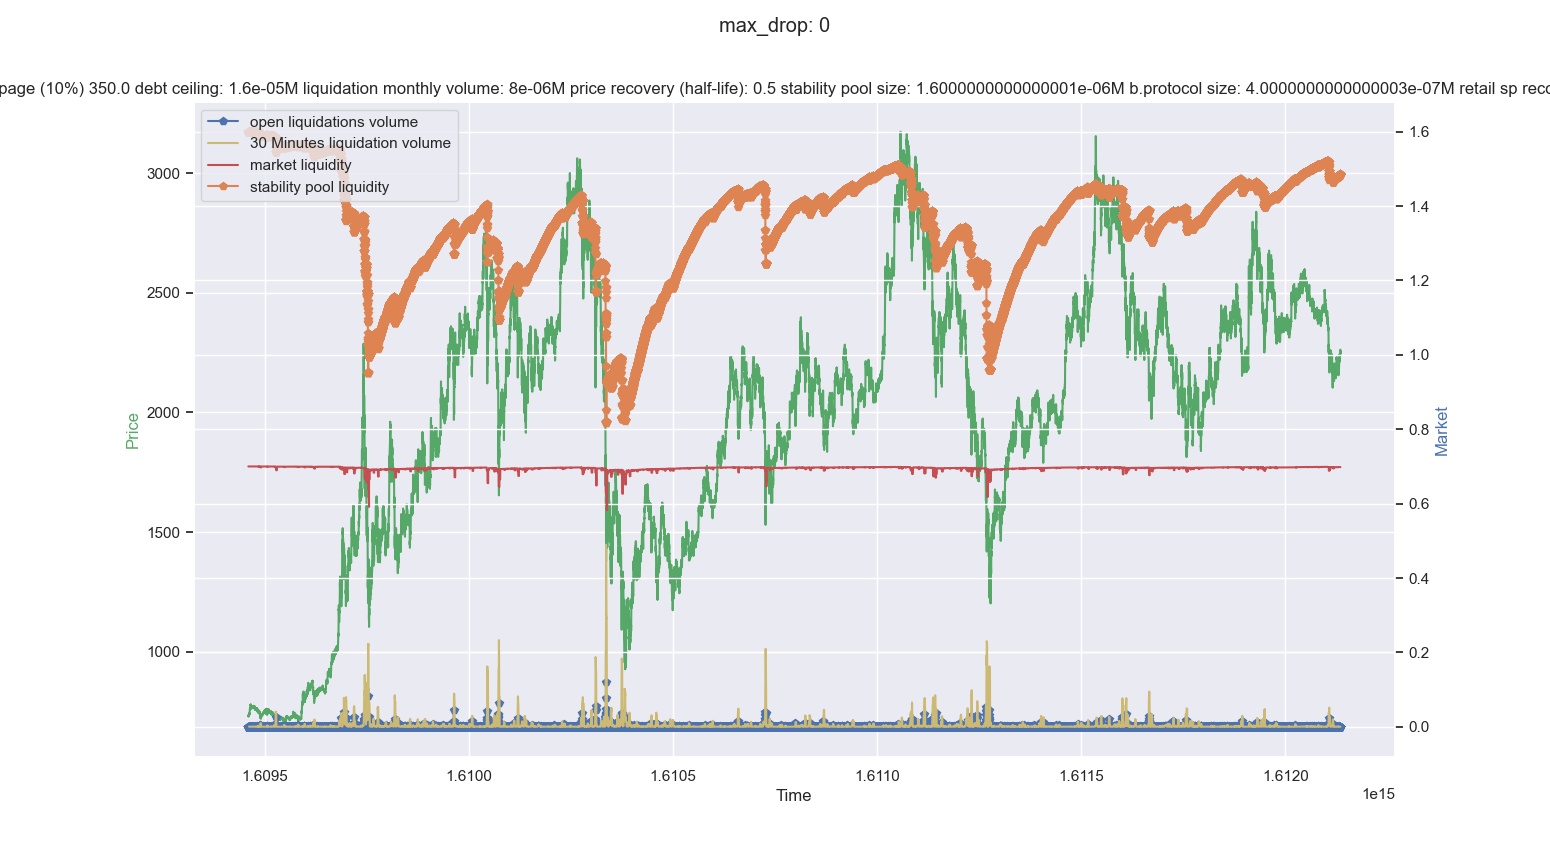 max_drop: 0
page (10%) 350.0 debt ceiling: 1.6e-05M liquidation monthly volume: 8e-06M price recovery (half-life): 0.5 stability pool size: 1.6000000000000001e-06M b.protocol size: 4.0000000000000003e-07M retail sp reco
open liquidations volume
30 Minutes liquidation volume
market liquidity
stability pool liquidity
3000
2500
2000
1500
1000
Price
1.6
1.4
1.2
1.0
0.8
0.6
0.4
0.2
0.0
Market
1.6095 1.6100 1.6105 1.6110 1.6115 1.6120
Time
1e15